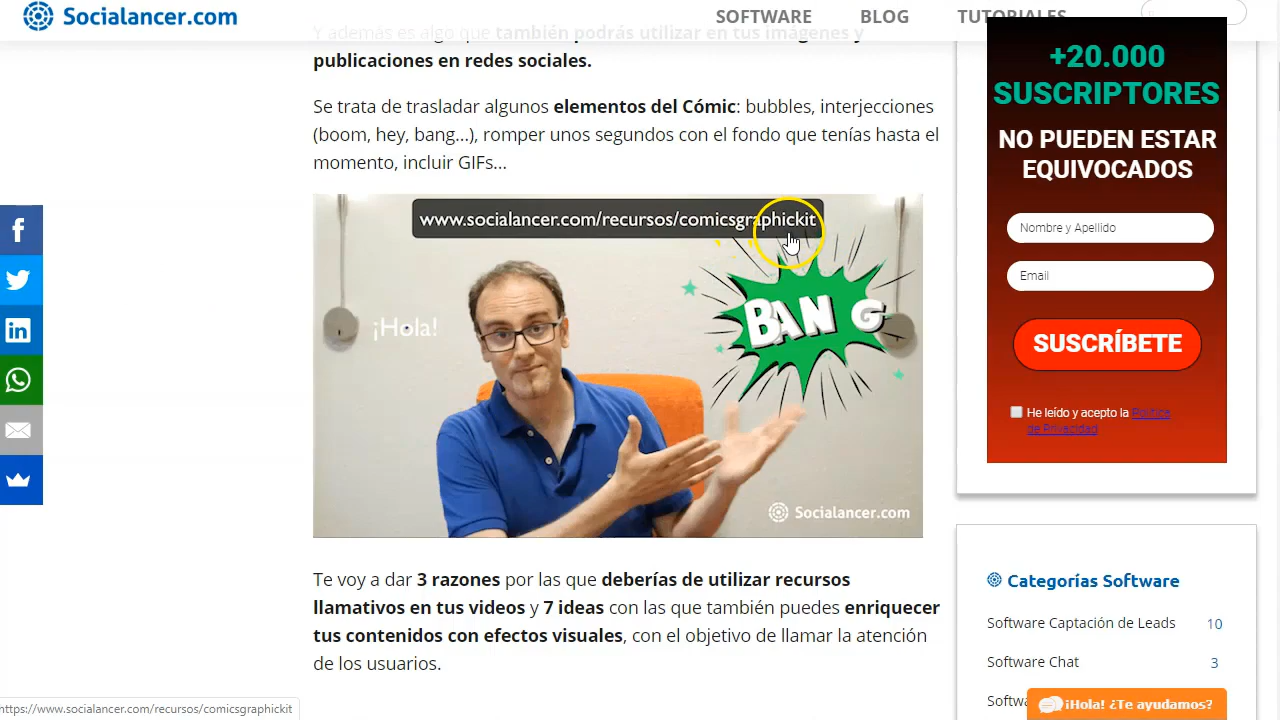 Socialancer.com
SOFTWARE BLOG TUTORIALES
Y además es algo que también podrás utilizar en tus imágenes y
publicaciones en redes sociales.
Se trata de trasladar algunos elementos del Cómic: bubbles, interjecciones
(boom, hey, bang...), romper unos segundos con el fondo que tenías hasta el
momento, incluir GIFs...
www.socialancer.com/recursos/comicsgraphickit
¡Hola!
BANG
Socialancer.com
Te voy a dar 3 razones por las que deberías de utilizar recursos
llamativos en tus videos y 7 ideas con las que también puedes enriquecer
tus contenidos con efectos visuales, con el objetivo de llamar la atención
de los usuarios.
+20.000
SUSCRIPTORES
NO PUEDEN ESTAR
EQUIVOCADOS
Nombre y Apellido
Email
SUSCRÍBETE
He leído y acepto la Política
de Privacidad
Categorías Software
Software Captación de Leads 10
Software Chat 3
¡Hola! ¿Te ayudamos?
https://www.socialancer.com/recursos/comicsgraphickit